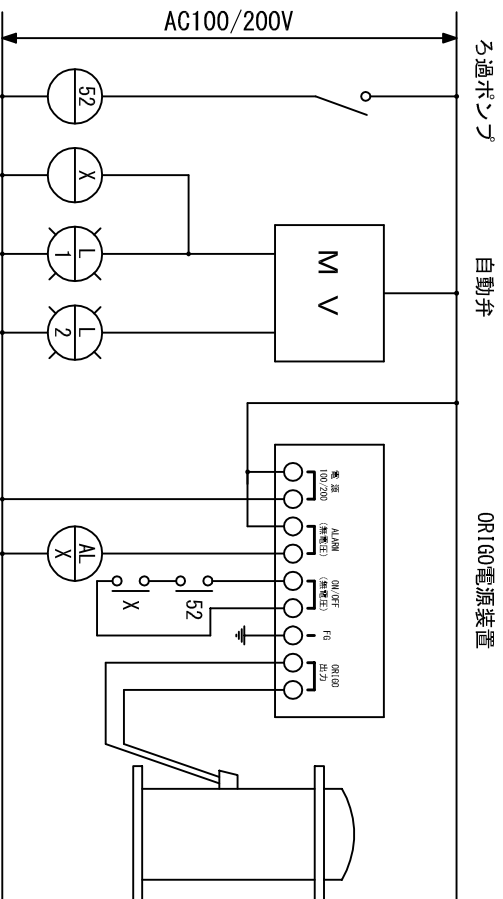 AC100/200V
ろ過ポンプ
自動弁
ORIGO電源装置
52
X
L
1
L
2
M V
電 源
100/200
ALARM
(無電圧)
ON/OFF
(無電圧)
FG
ORIGO
出力
AL
X
52
X